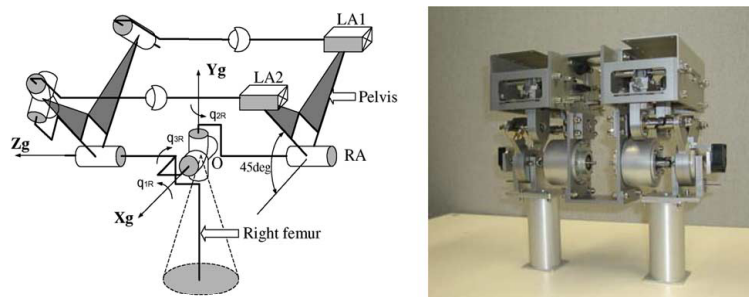 LA1
Yg
LA2
Pelvis
q2R
Zg
q3R
O
RA
45deg
q1R
Xg
Right femur